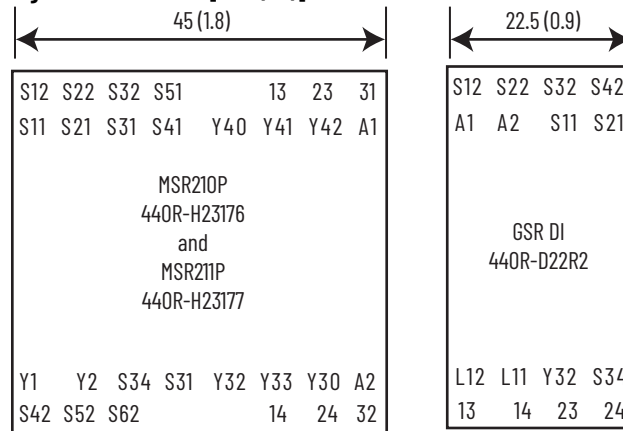 45 (1.8)
S12 S22 S32 S51 13 23 31
S11 S21 S31 S41 Y40 Y41 Y42 A1
MSR210P
440R-H23176
and
MSR211P
440R-H23177
Y1 Y2 S34 S31 Y32 Y33 Y30 A2
S42 S52 S62 14 24 32
22.5 (0.9)
S12 S22 S32 S42
A1 A2 S11 S21
GSR DI
440R-D22R2
L12 L11 Y32 S34
13 14 23 24